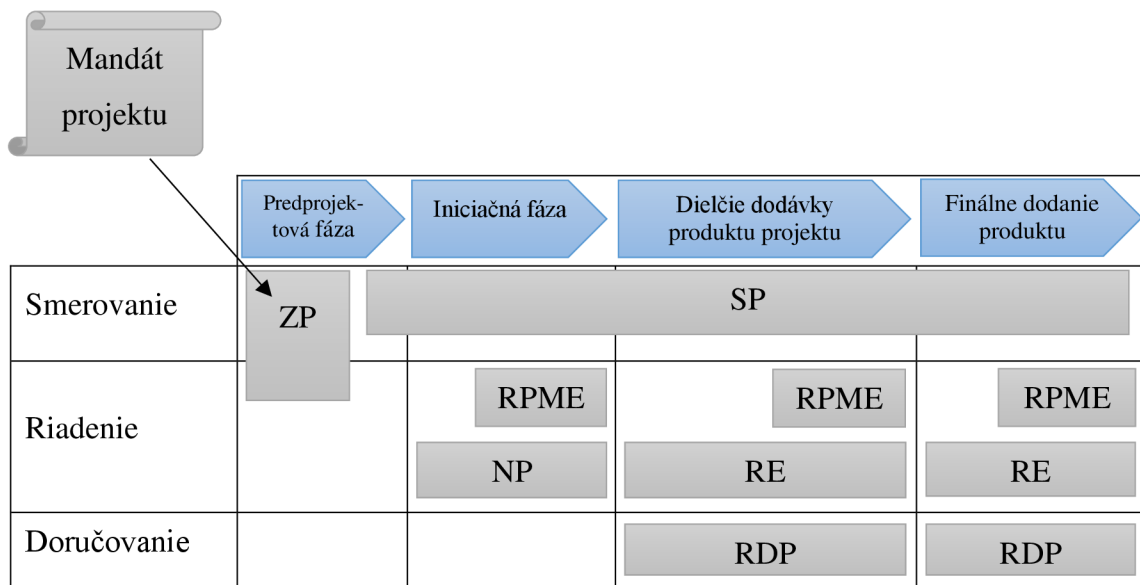 Mandát
projektu
Predprojek-
tová fáza
Iniciačná fáza
Dielčie dodávky
produktu projektu
Finálne dodanie
produktu
Smerovanie
ZP
SP
Riadenie
RPME
RPME
RPME
NP
RE
RE
Doručovanie
RDP
RDP